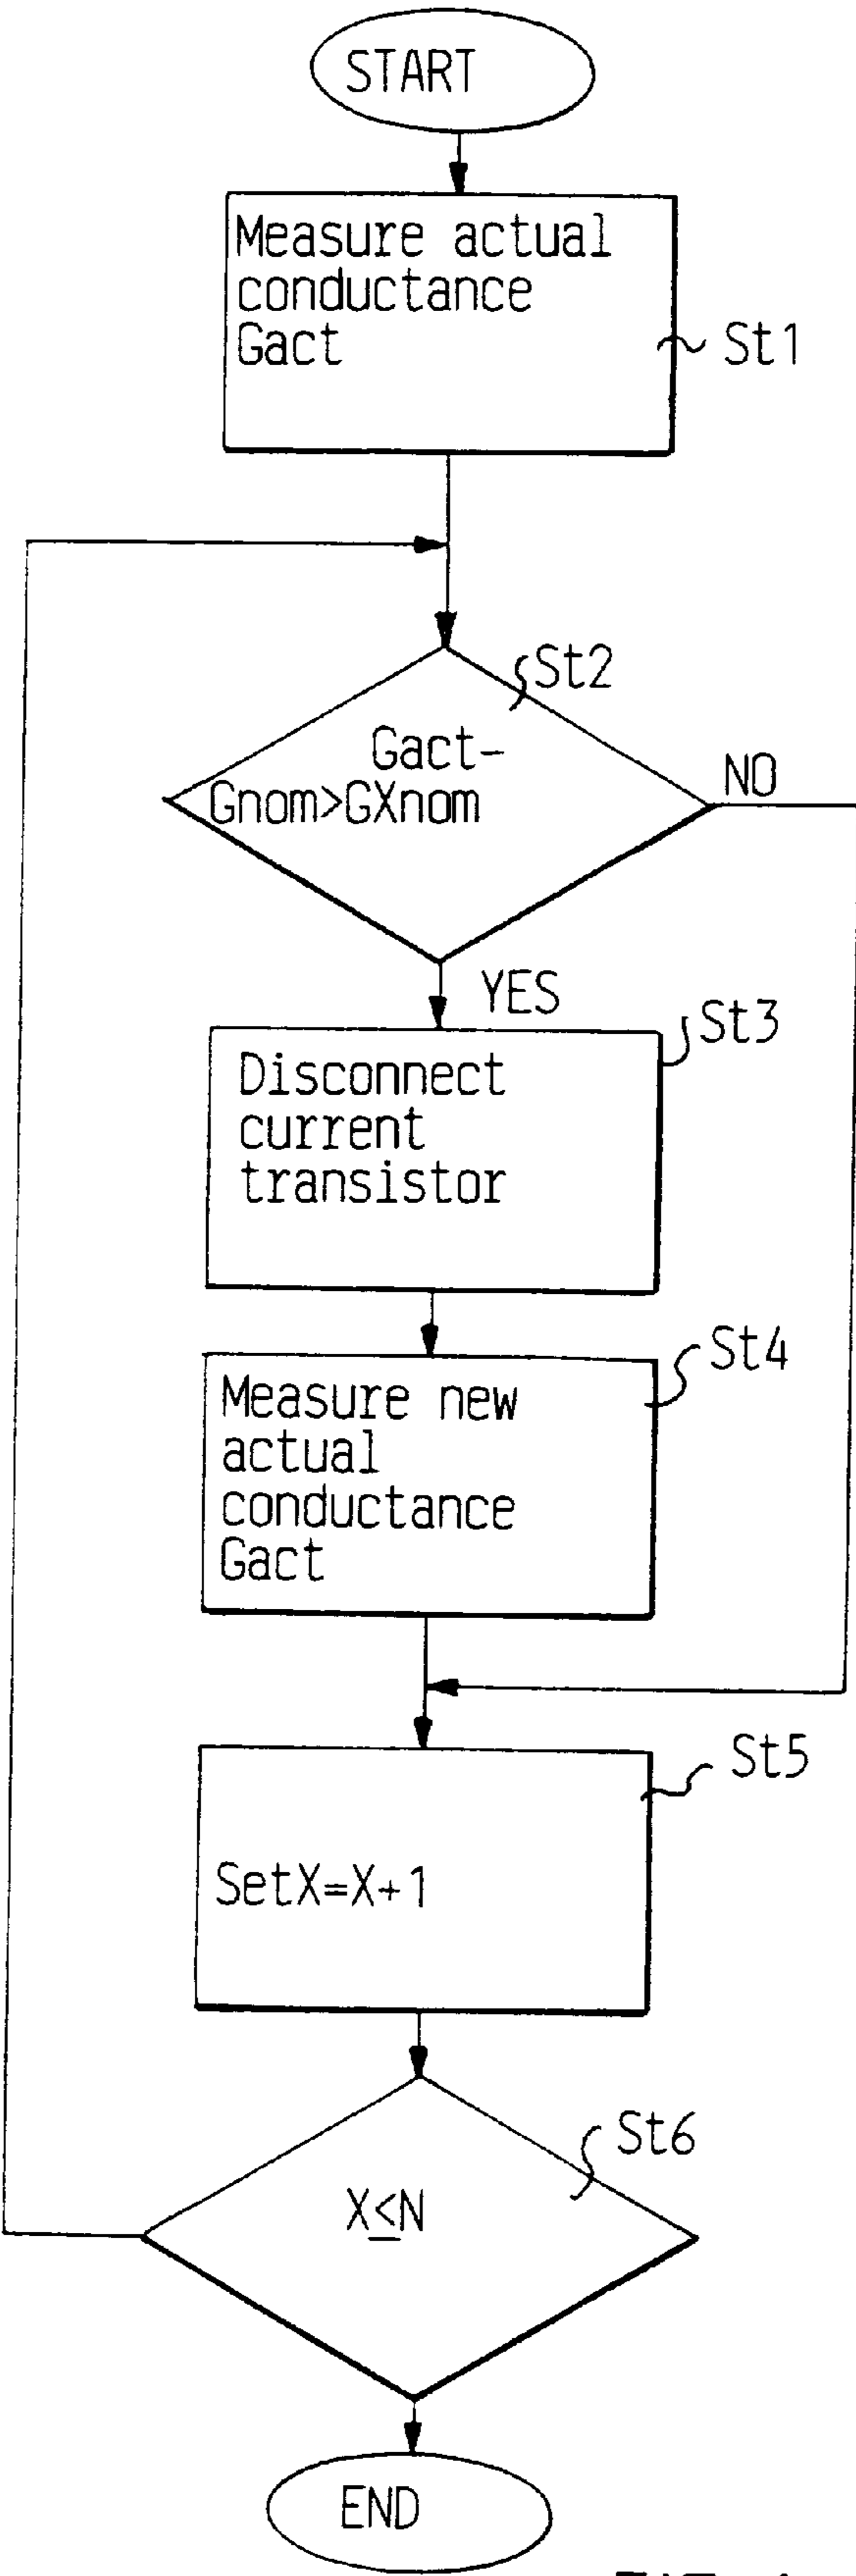 START
Measure actual
conductance
Gact
St1
St2
Gact-
Gnom>GXnom
NO
YES
St3
Disconnect
current
transistor
St4
Measure new
actual
conductance
Gact
St5
SetX=X+1
St6
X≤N
END